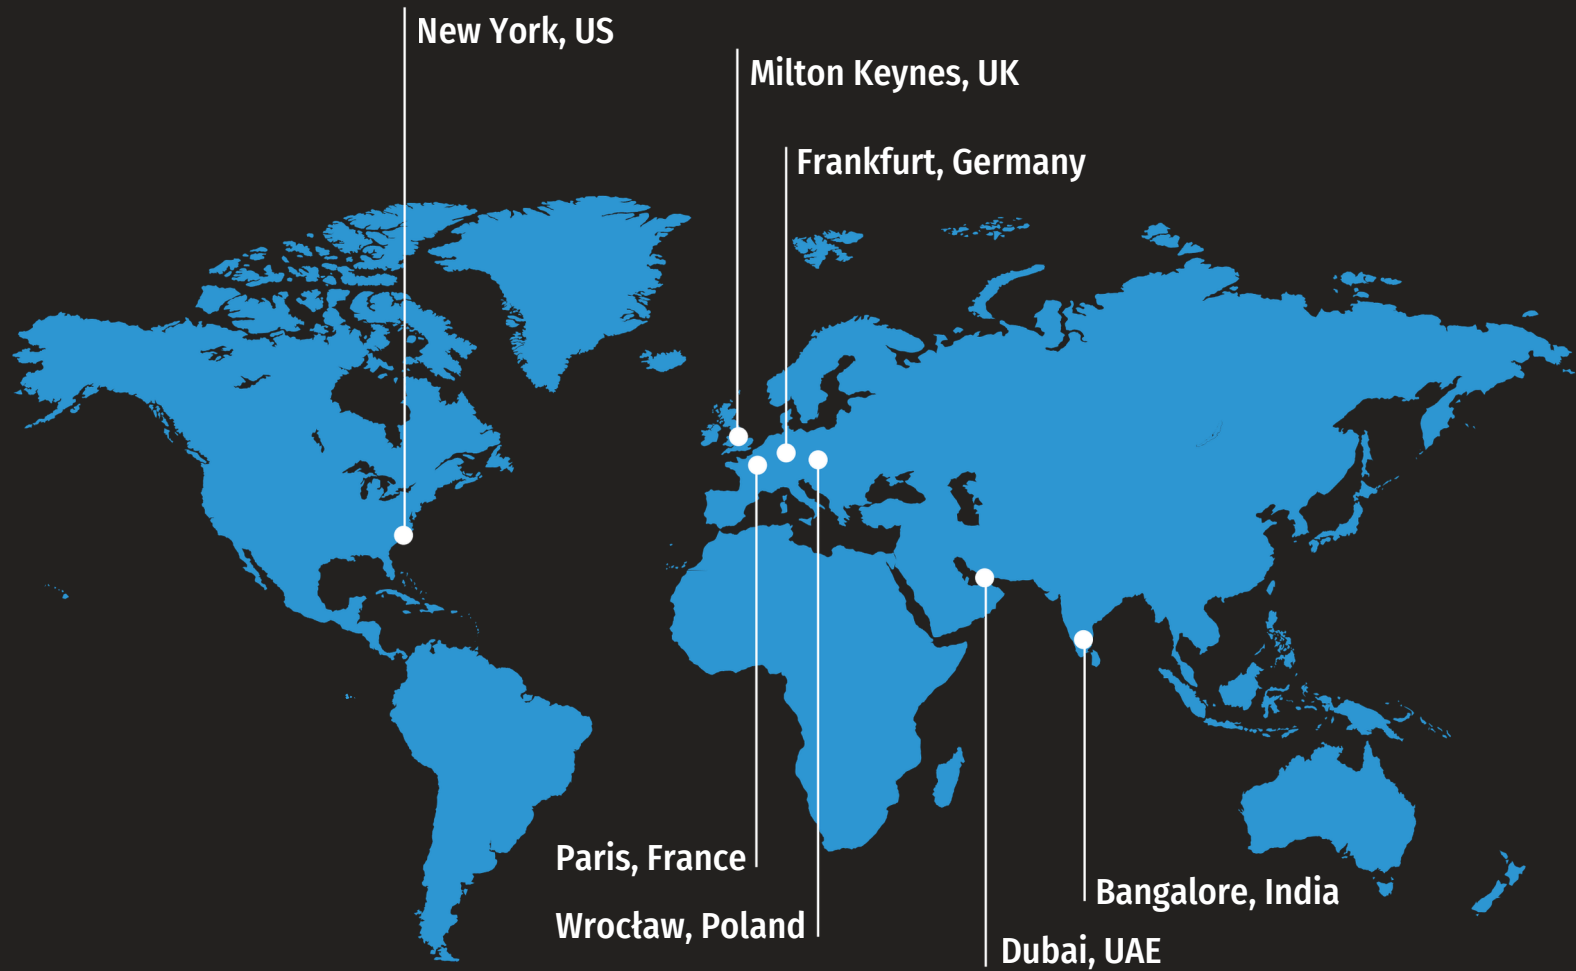 New York, US
Milton Keynes, UK
Frankfurt, Germany
Paris, France
Wrocław, Poland
Bangalore, India
Dubai, UAE